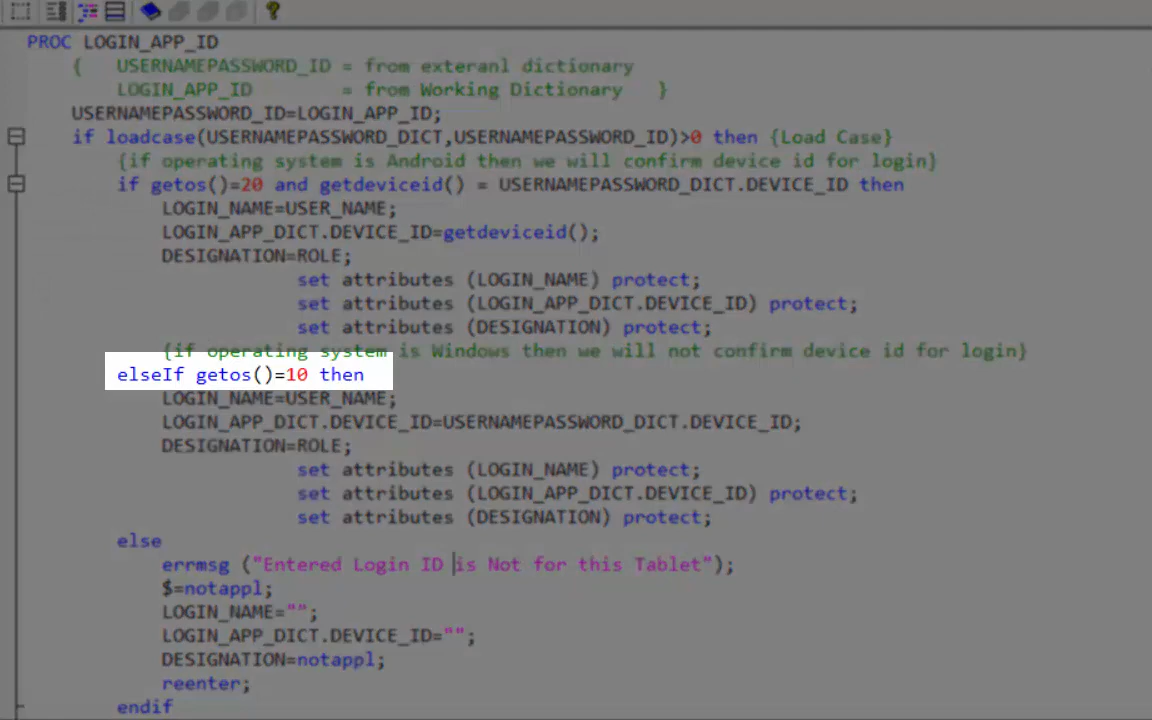 PROC LOGIN_APP_ID
{ USERNAMEPASSWORD_ID = from exteranl dictionary
LOGIN_APP_ID = from Working Dictionary }
USERNAMEPASSWORD_ID=LOGIN_APP_ID;
if loadcase(USERNAMEPASSWORD_DICT,USERNAMEPASSWORD_ID)>0 then {Load Case}
{if operating system is Android then we will confirm device id for login}
if getos()=20 and getdeviceid() = USERNAMEPASSWORD_DICT.DEVICE_ID then
LOGIN_NAME=USER_NAME;
LOGIN_APP_DICT.DEVICE_ID=getdeviceid();
DESIGNATION=ROLE;
set attributes (LOGIN_NAME) protect;
set attributes (LOGIN_APP_DICT.DEVICE_ID) protect;
set attributes (DESIGNATION) protect;
{if operating system is Windows then we will not confirm device id for login}
elseIf getos()=10 then
LOGIN_NAME=USER_NAME;
LOGIN_APP_DICT.DEVICE_ID=USERNAMEPASSWORD_DICT.DEVICE_ID;
DESIGNATION=ROLE;
set attributes (LOGIN_NAME) protect;
set attributes (LOGIN_APP_DICT.DEVICE_ID) protect;
set attributes (DESIGNATION) protect;
else
errmsg ("Entered Login ID is Not for this Tablet");
$=notappl;
LOGIN_NAME="";
LOGIN_APP_DICT.DEVICE_ID="";
DESIGNATION=notappl;
reenter;
endif